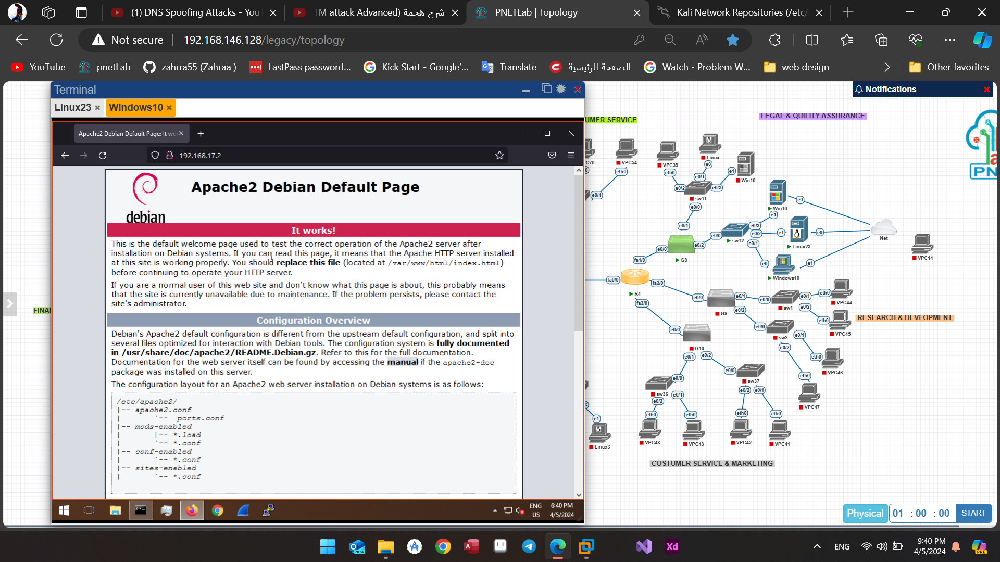 (1) DNS Spoofing Attacks - YouT
شرح هجمة (TM attack Advanced
PNETLab | Topology
Kali Network Repositories (/etc/
Not secure
192.168.146.128/legacy/topology
YouTube
pnetLab
zahrra55 (Zahraa )
LastPass password...
Kick Start - Google'...
Translate
الصفحة الرئيسية
Watch - Problem W...
web design
Other favorites
Terminal
Linux23
Windows10
Apache2 Debian Default Page: It wo
192.168.17.2
debian
Apache2 Debian Default Page
It works!
This is the default welcome page used to test the correct operation of the Apache2 server after
installation on Debian systems. If you can read this page, it means that the Apache HTTP server installed
at this site is working properly. You should replace this file (located at /var/www/html/index.html)
before continuing to operate your HTTP server.
If you are a normal user of this web site and don't know what this page is about, this probably means
that the site is currently unavailable due to maintenance. If the problem persists, please contact the
site's administrator.
Configuration Overview
Debian's Apache2 default configuration is different from the upstream default configuration, and split into
several files optimized for interaction with Debian tools. The configuration system is fully documented
in /usr/share/doc/apache2/README.Debian.gz. Refer to this for the full documentation.
Documentation for the web server itself can be found by accessing the manual if the apache2-doc
package was installed on this server.
The configuration layout for an Apache2 web server installation on Debian systems is as follows:
/etc/apache2/
|-- apache2.conf
|       `--  ports.conf
|-- mods-enabled
|       |-- *.load
|       `-- *.conf
|-- conf-enabled
|       `-- *.conf
|-- sites-enabled
|       `-- *.conf
ENG
US
6:40 PM
4/5/2024
FINA
UMER SERVICE
LEGAL & QUILITY ASSURANCE
Notifications
PN
PC70
VPC54
VPC39
Linux
Win10
eth0
e0/1
eth0
e0/2
e0/1
e0
e1
e0/3
sw11
e0/0
e0/1
Win10
e0
e1
e0/3
e0/2
e0/1
e0/0
sw12
e1
Linux23
e0
Net
VPC14
e0/0
G8
e0/2
fa1/0
e0
Windows10
e1
fa0/0
R4
fa2/0
fa3/0
e0/0
G9
e0/1
e0/2
e0/0
sw1
e0/1
e0/2
eth0
VPC44
eth0
VPC45
RESEARCH & DEVLOPMENT
e0/0
sw2
e0/1
e0/2
eth0
VPC46
eth0
VPC47
e0/0
G10
e0/1
e0/2
e0/0
sw37
e0/2
e0/1
e0/0
sw36
e0/2
e0/1
eth0
VPC48
eth0
VPC43
eth0
VPC42
eth0
VPC41
3
e1
Linux3
COSTUMER SERVICE & MARKETING
Physical
01 : 00 : 00
START
NEW
A
Xd
ENG
9:40 PM
4/5/2024
PRE